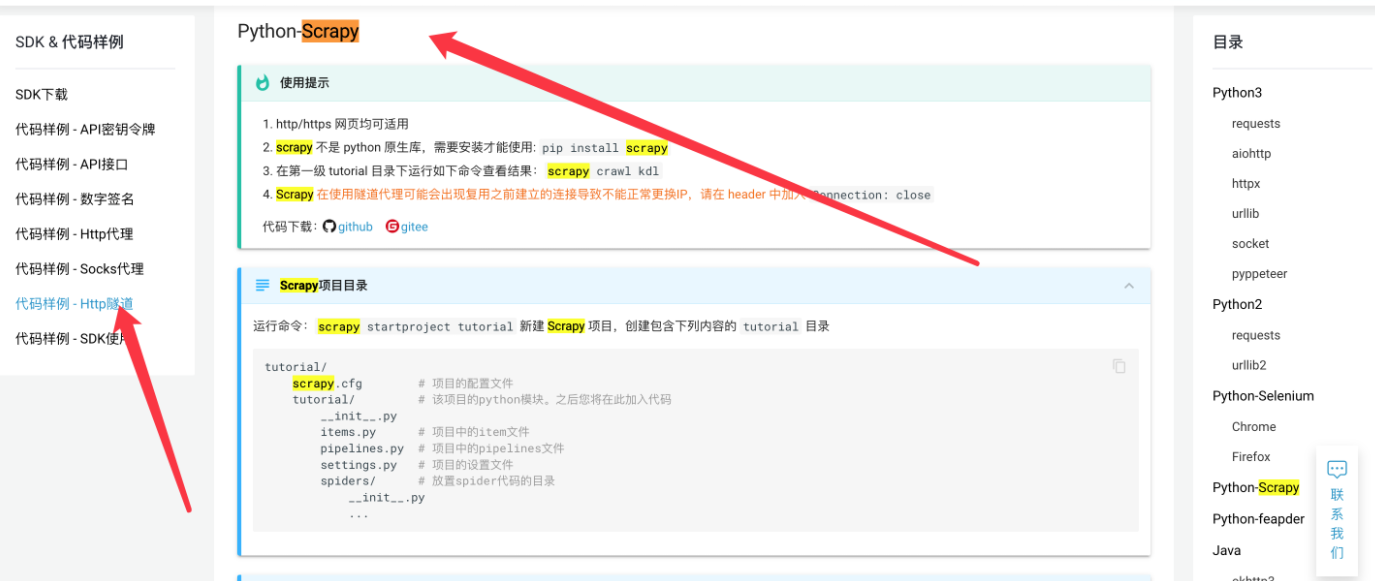 SDK & 代码样例
SDK下载
代码样例 - API密钥令牌
代码样例 - API接口
代码样例 - 数字签名
代码样例 - Http代理
代码样例 - Socks代理
代码样例 - Http隧道
代码样例 - SDK使用
Python-Scrapy
使用提示
1. http/https 网页均可适用
2. scrapy 不是 python 原生库，需要安装才能使用: pip install scrapy
3. 在第一级 tutorial 目录下运行如下命令查看结果： scrapy crawl kdl
4. Scrapy 在使用隧道代理可能会出现复用之前建立的连接导致不能正常更换IP，请在 header 中加入 Connection: close
代码下载： github gitee
Scrapy项目目录
运行命令： scrapy startproject tutorial 新建 Scrapy 项目，创建包含下列内容的 tutorial 目录
tutorial/
scrapy.cfg # 项目的配置文件
tutorial/ # 该项目的python模块。之后您将在此加入代码
__init__.py
items.py # 项目中的item文件
pipelines.py # 项目中的pipelines文件
settings.py # 项目的设置文件
spiders/ # 放置spider代码的目录
__init__.py
...
目录
Python3
requests
aiohttp
httpx
urllib
socket
pyppeteer
Python2
requests
urllib2
Python-Selenium
Chrome
Firefox
Python-Scrapy
Python-feapder
Java
okhttp3
联
系
我
们